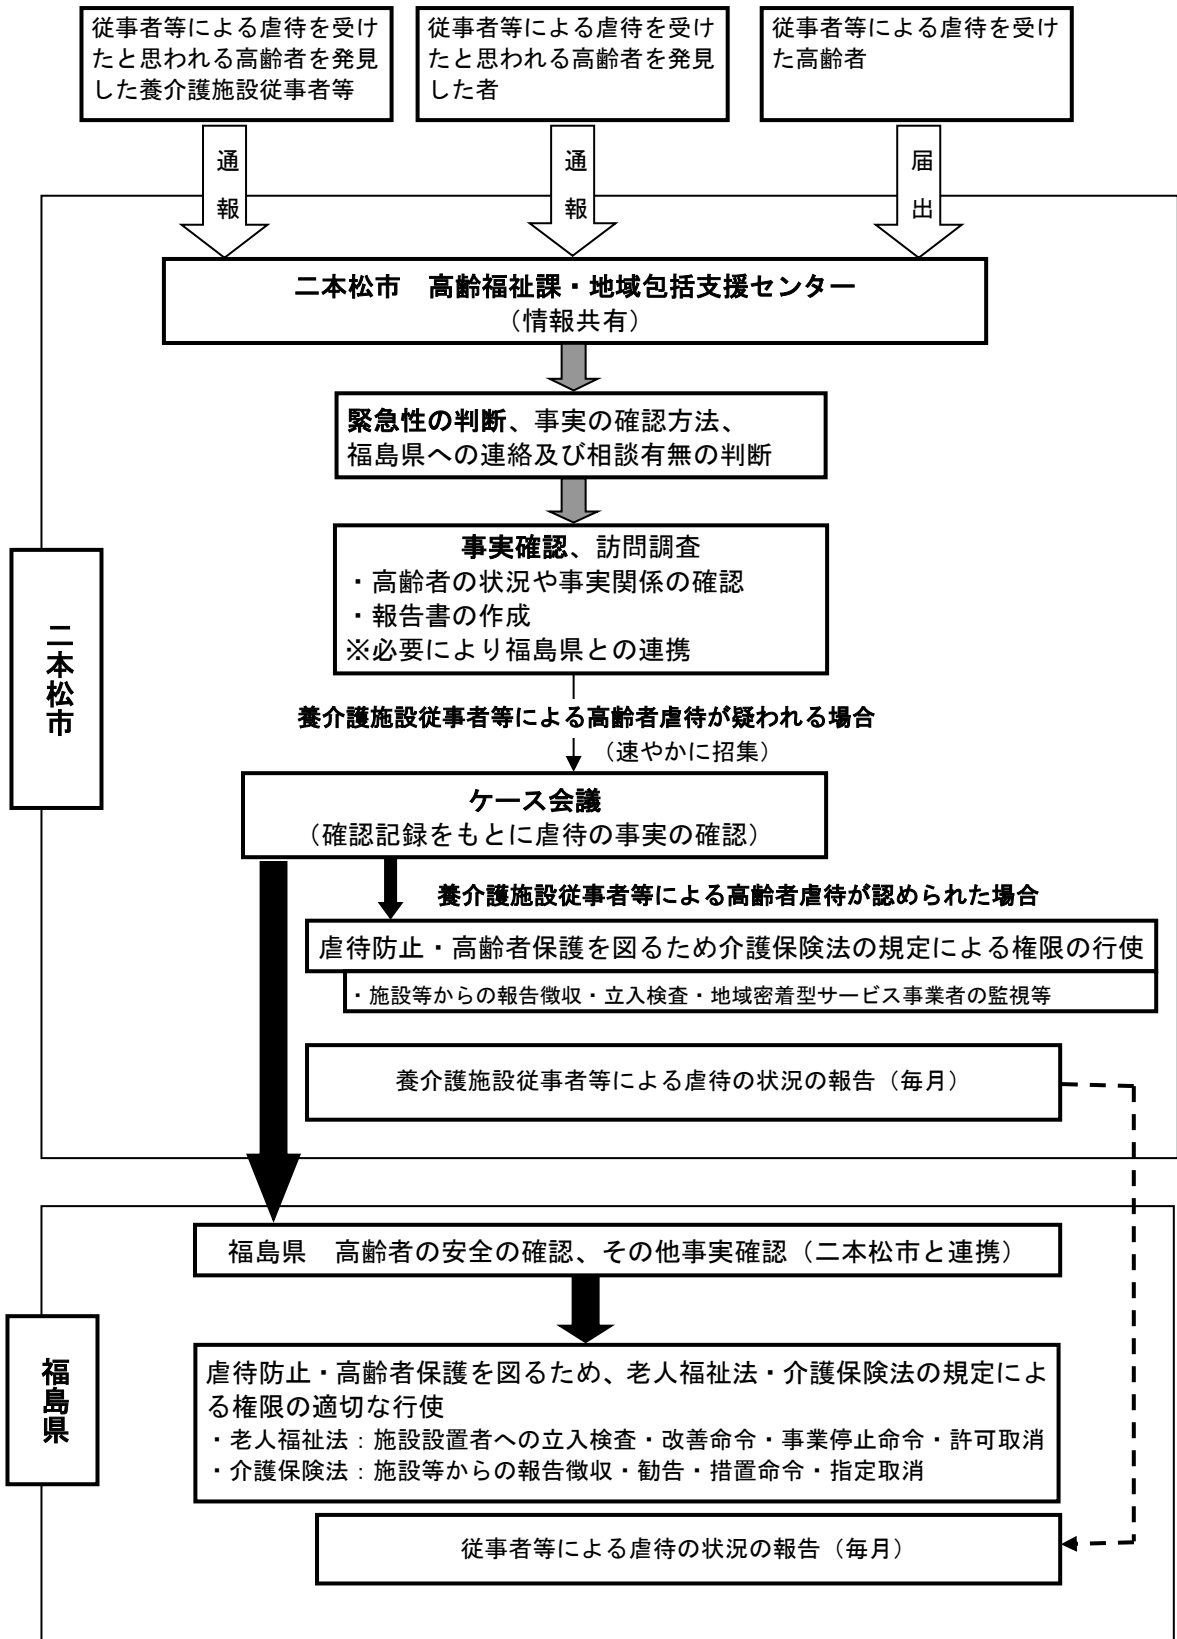 従事者等による虐待を受け
たと思われる高齢者を発見
した養介護施設従事者等
従事者等による虐待を受け
たと思われる高齢者を発見
した者
従事者等による虐待を受け
た高齢者
通報
通報
届出
二本松市　高齢福祉課・地域包括支援センター
（情報共有）
緊急性の判断、事実の確認方法、
福島県への連絡及び相談有無の判断
事実確認、訪問調査
・高齢者の状況や事実関係の確認
・報告書の作成
※必要により福島県との連携
二本松市
養介護施設従事者等による高齢者虐待が疑われる場合
（速やかに招集）
ケース会議
（確認記録をもとに虐待の事実の確認）
養介護施設従事者等による高齢者虐待が認められた場合
虐待防止・高齢者保護を図るため介護保険法の規定による権限の行使
・施設等からの報告徴収・立入検査・地域密着型サービス事業者の監視等
養介護施設従事者等による虐待の状況の報告（毎月）
福島県　高齢者の安全の確認、その他事実確認（二本松市と連携）
福島県
虐待防止・高齢者保護を図るため、老人福祉法・介護保険法の規定によ
る権限の適切な行使
・老人福祉法：施設設置者への立入検査・改善命令・事業停止命令・許可取消
・介護保険法：施設等からの報告徴収・勧告・措置命令・指定取消
従事者等による虐待の状況の報告（毎月）